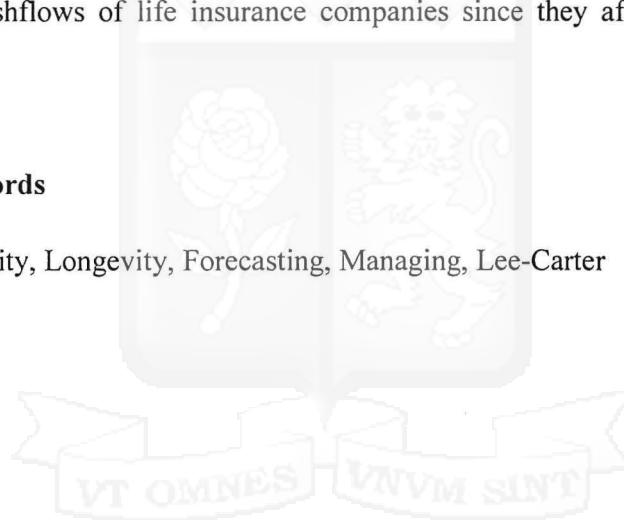 shflows of life insurance companies since they af
ords
ity, Longevity, Forecasting, Managing, Lee-Carter
VT OMNES VNVM SINT